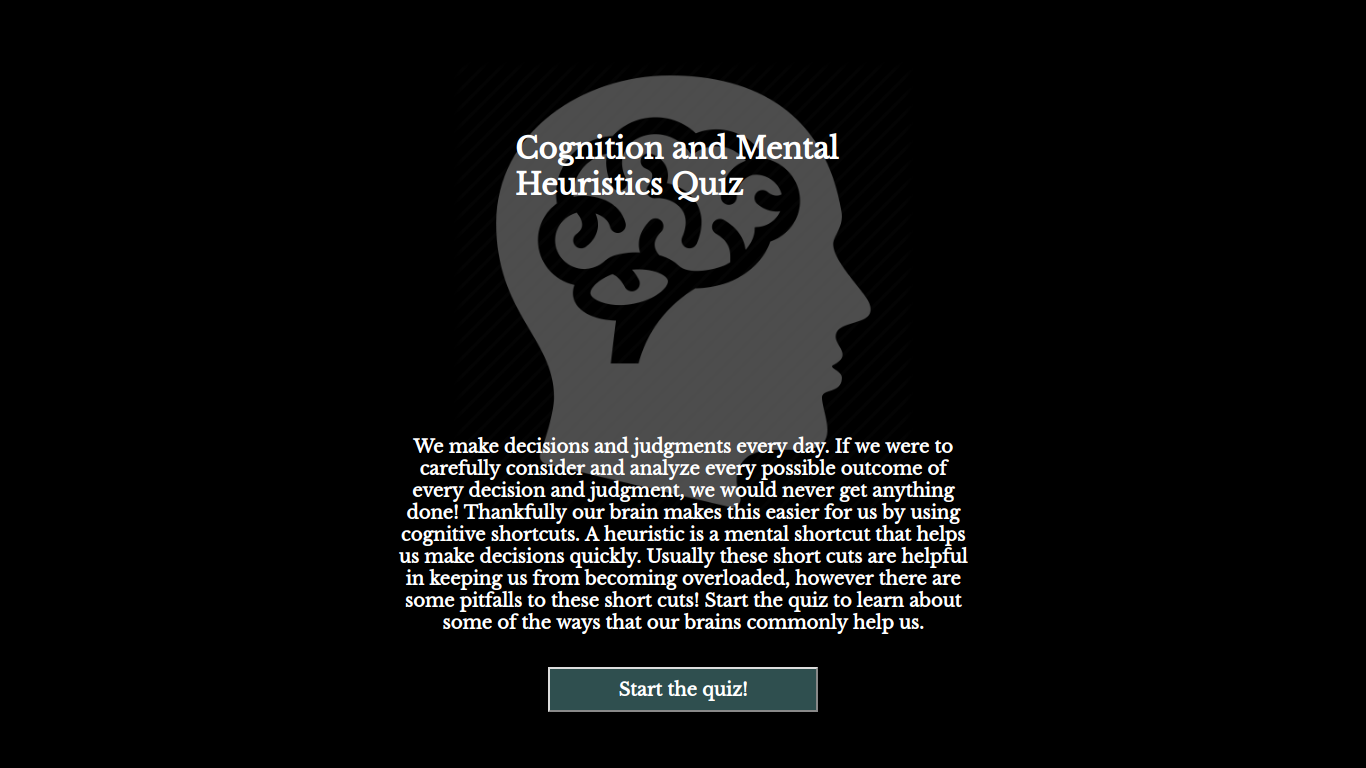 Cognition and Mental
Heuristics Quiz
We make decisions and judgments every day. If we were to
carefully consider and analyze every possible outcome of
every decision and judgment, we would never get anything
done! Thankfully our brain makes this easier for us by using
cognitive shortcuts. A heuristic is a mental shortcut that helps
us make decisions quickly. Usually these short cuts are helpful
in keeping us from becoming overloaded, however there are
some pitfalls to these short cuts! Start the quiz to learn about
some of the ways that our brains commonly help us.
Start the quiz!